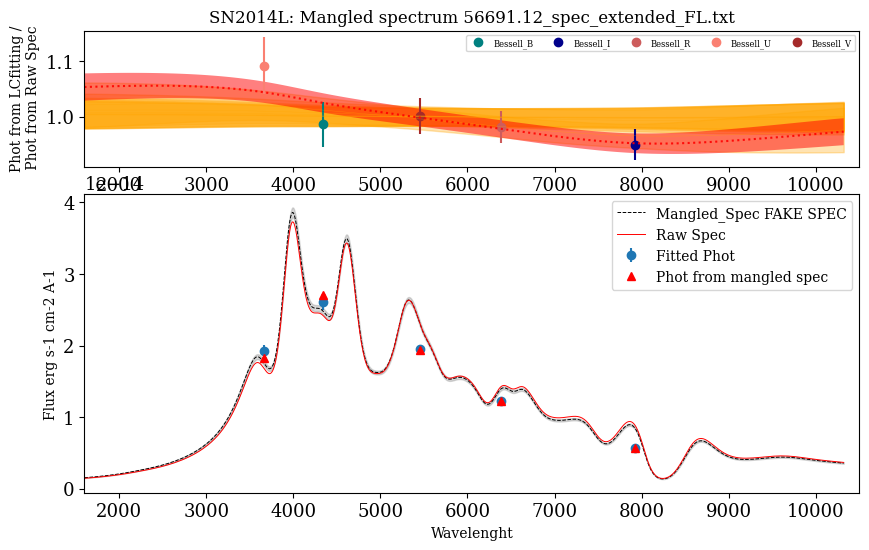 SN2014L: Mangled spectrum 56691.12_spec_extended_FL.txt
Phot from LCfitting /
Phot from Raw Spec
1.1
1.0
Bessell_B
Bessell_I
Bessell_R
Bessell_U
Bessell_V
2000 3000 4000 5000 6000 7000 8000 9000 10000
1e−14
Flux erg s-1 cm-2 A-1
4
3
2
1
0
Mangled_Spec FAKE SPEC
Raw Spec
Fitted Phot
Phot from mangled spec
2000 3000 4000 5000 6000 7000 8000 9000 10000
Wavelenght